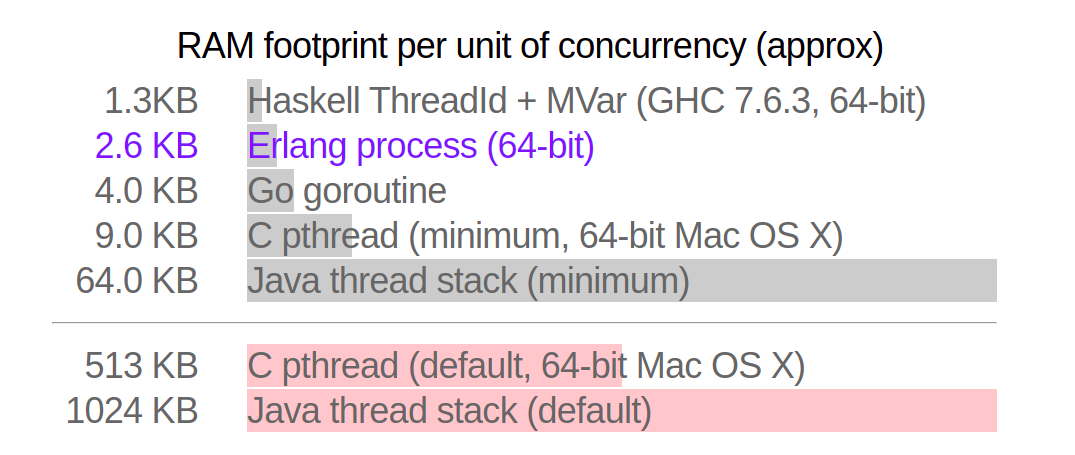 RAM footprint per unit of concurrency (approx)
1.3KB Haskell ThreadId + MVar (GHC 7.6.3, 64-bit)
2.6 KB Erlang process (64-bit)
4.0 KB Go goroutine
9.0 KB C pthread (minimum, 64-bit Mac OS X)
64.0 KB Java thread stack (minimum)
513 KB C pthread (default, 64-bit Mac OS X)
1024 KB Java thread stack (default)